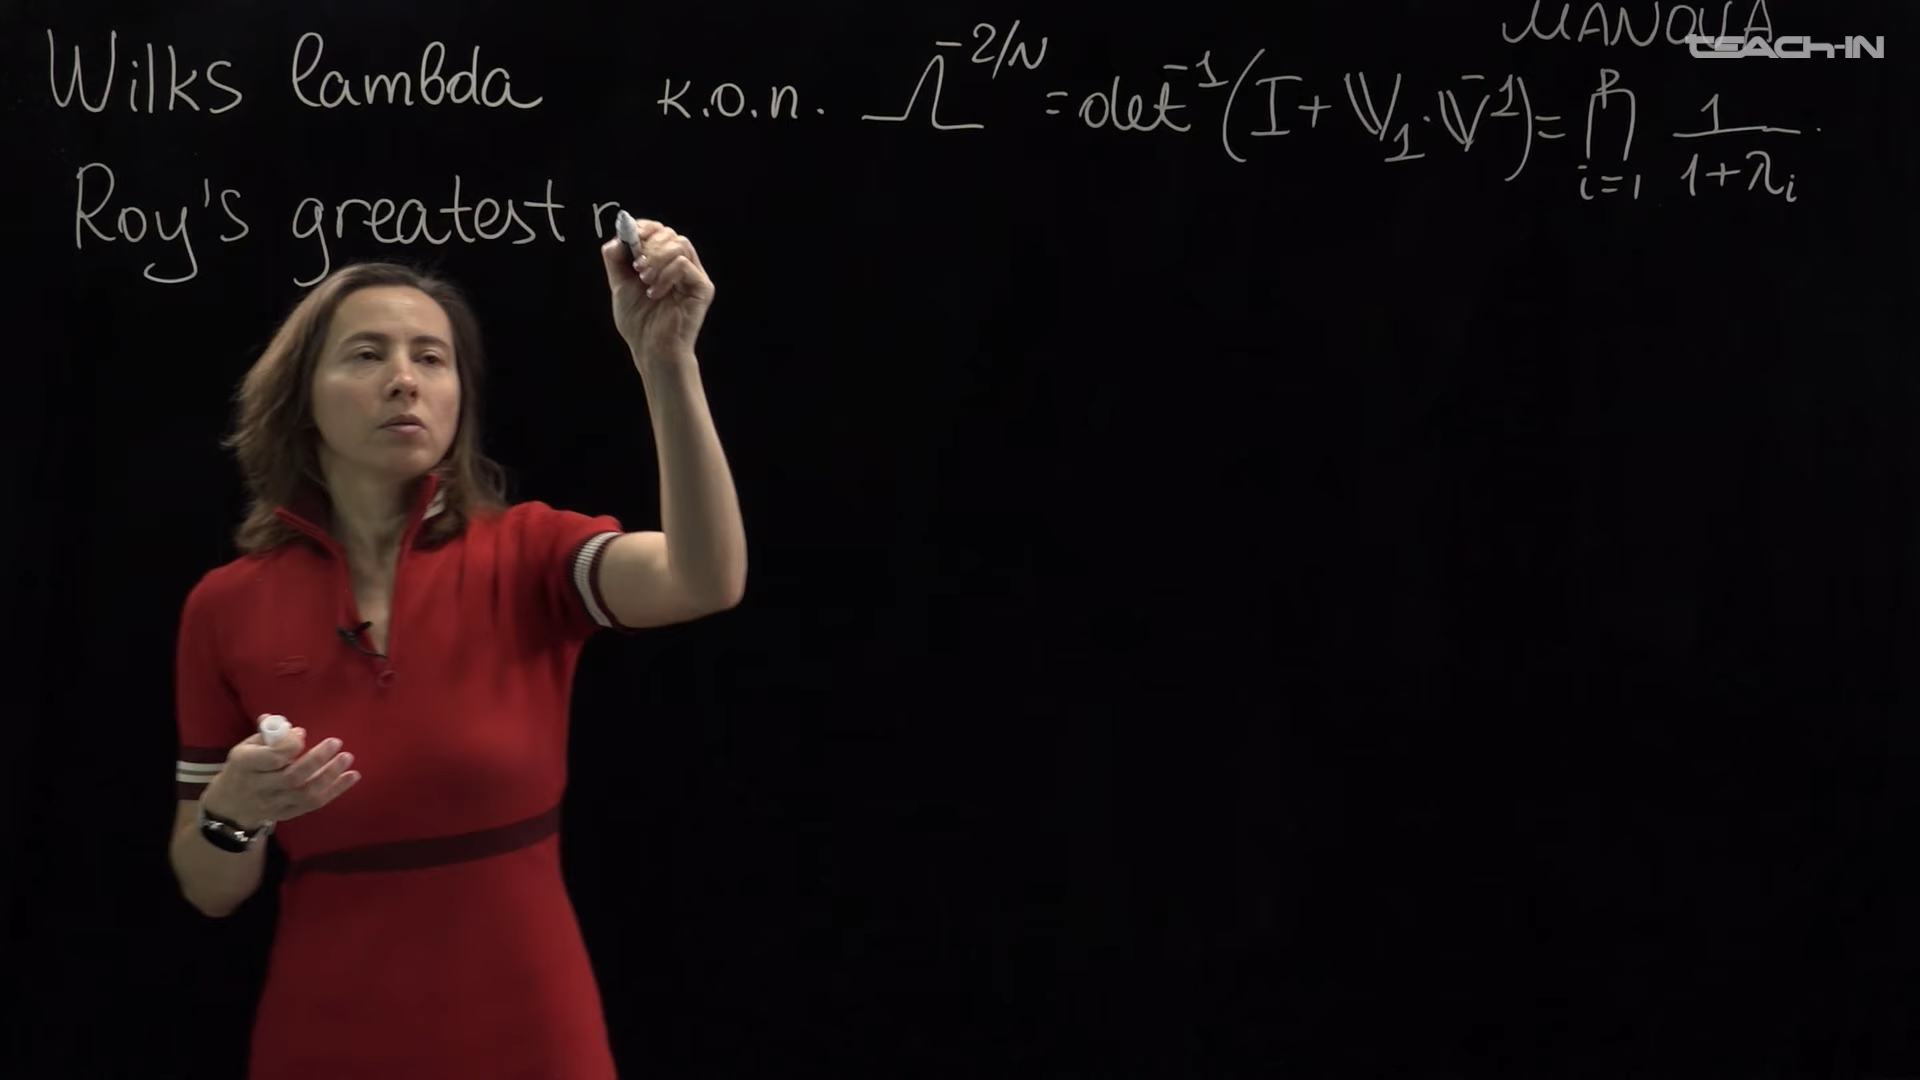 MANOVA
TEACH-IN
Wilks lambda к.о.п. Λ^{-2/N} = det^{-1}(I + V_1 · V^{-1}) = ∏_{i=1}^{p} 1/(1+λ_i).
Roy's greatest r